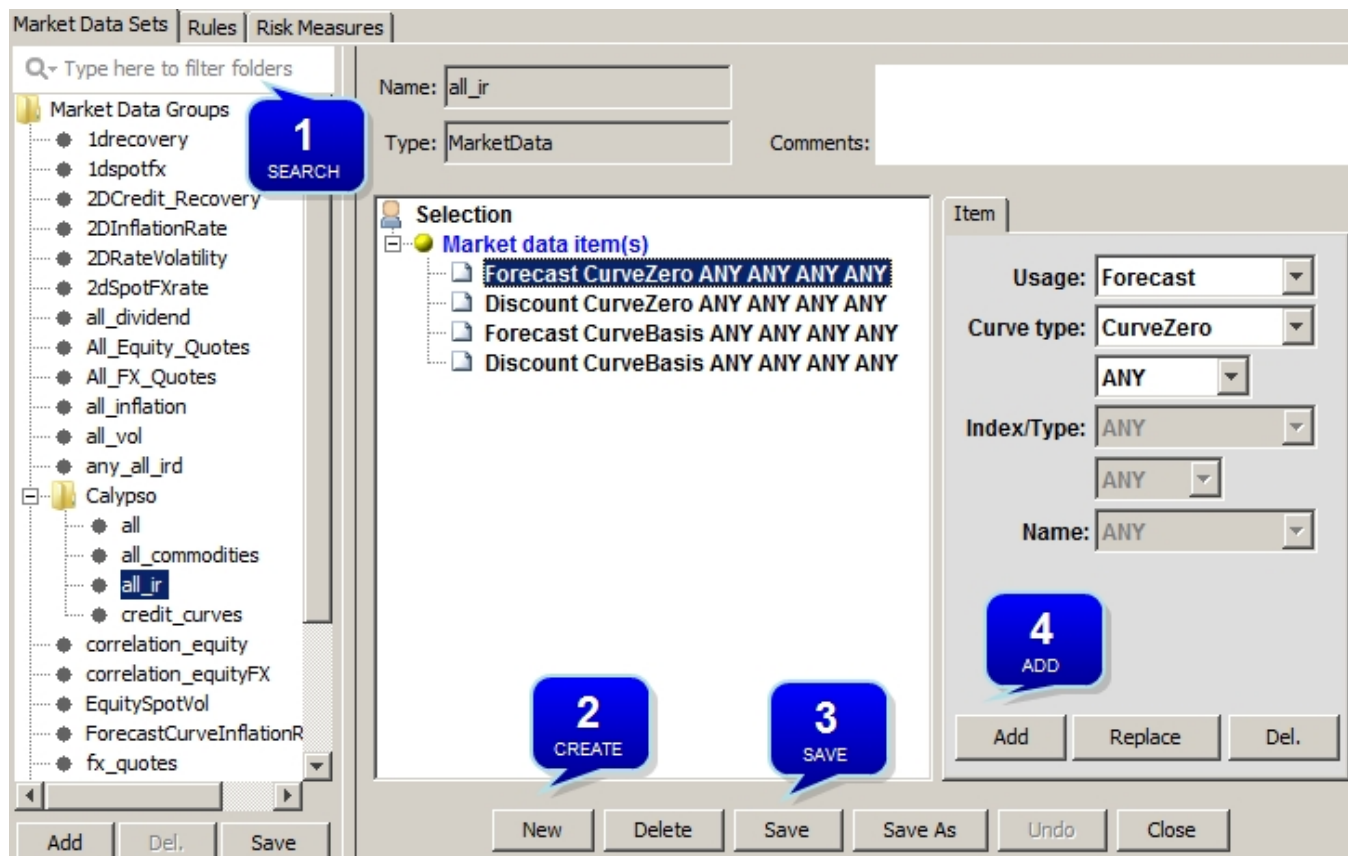 Market Data Sets Rules Risk Measures
Type here to filter folders
Market Data Groups
1drecovery
1dspotfx
2DCredit_Recovery
2DInflationRate
2DRateVolatility
2dSpotFXrate
all_dividend
All_Equity_Quotes
All_FX_Quotes
all_inflation
all_vol
any_all_ird
Calypso
all
all_commodities
all_ir
credit_curves
correlation_equity
correlation_equityFX
EquitySpotVol
ForecastCurveInflationR
fx_quotes
Add Del. Save
1
SEARCH
Name: all_ir
Type: MarketData
Comments:
Selection
Market data item(s)
Forecast CurveZero ANY ANY ANY ANY
Discount CurveZero ANY ANY ANY ANY
Forecast CurveBasis ANY ANY ANY ANY
Discount CurveBasis ANY ANY ANY ANY
2
CREATE
3
SAVE
New Delete Save Save As Undo Close
Item
Usage: Forecast
Curve type: CurveZero
ANY
Index/Type: ANY
ANY
Name: ANY
4
ADD
Add Replace Del.